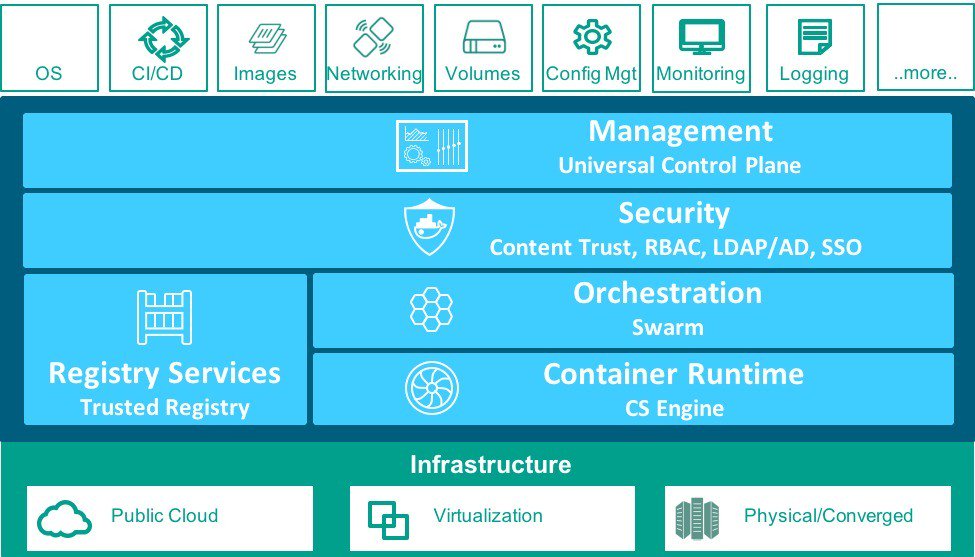 OS
CI/CD
Images
Networking
Volumes
Config Mgt
Monitoring
Logging
..more..
Management
Universal Control Plane
Security
Content Trust, RBAC, LDAP/AD, SSO
Registry Services
Trusted Registry
Orchestration
Swarm
Container Runtime
CS Engine
Infrastructure
Public Cloud
Virtualization
Physical/Converged